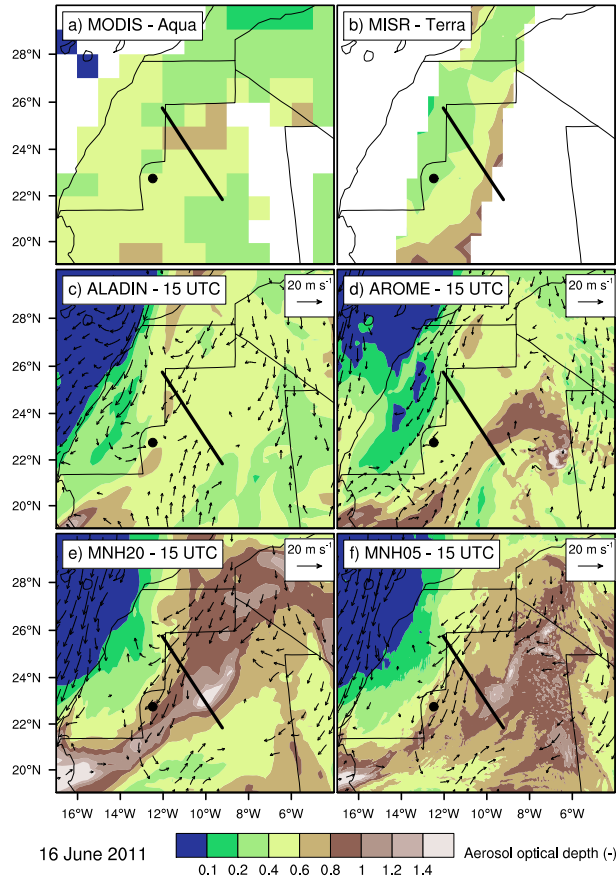 a) MODIS - Aqua
b) MISR - Terra
28°N
26°N
24°N
22°N
20°N
c) ALADIN - 15 UTC
20 m s-1
d) AROME - 15 UTC
20 m s-1
28°N
26°N
24°N
22°N
20°N
e) MNH20 - 15 UTC
20 m s-1
f) MNH05 - 15 UTC
20 m s-1
28°N
26°N
24°N
22°N
20°N
16°W 14°W 12°W 10°W 8°W 6°W 16°W 14°W 12°W 10°W 8°W 6°W
16 June 2011
0.1 0.2 0.4 0.6 0.8 1 1.2 1.4
Aerosol optical depth (-)